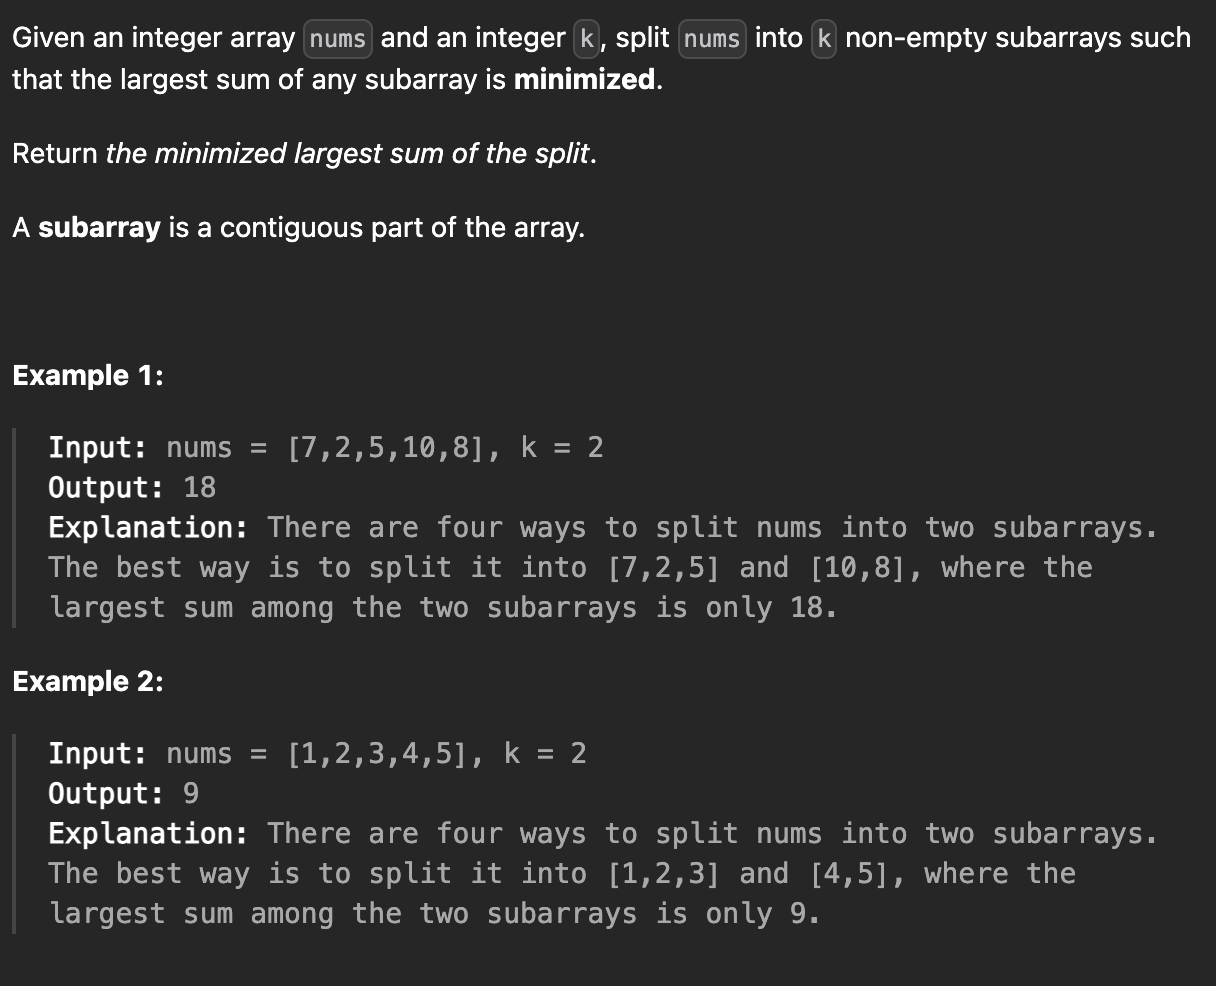 Given an integer array nums and an integer k, split nums into k non-empty subarrays such
that the largest sum of any subarray is minimized.
Return the minimized largest sum of the split.
A subarray is a contiguous part of the array.
Example 1:
Input: nums = [7,2,5,10,8], k = 2
Output: 18
Explanation: There are four ways to split nums into two subarrays.
The best way is to split it into [7,2,5] and [10,8], where the
largest sum among the two subarrays is only 18.
Example 2:
Input: nums = [1,2,3,4,5], k = 2
Output: 9
Explanation: There are four ways to split nums into two subarrays.
The best way is to split it into [1,2,3] and [4,5], where the
largest sum among the two subarrays is only 9.